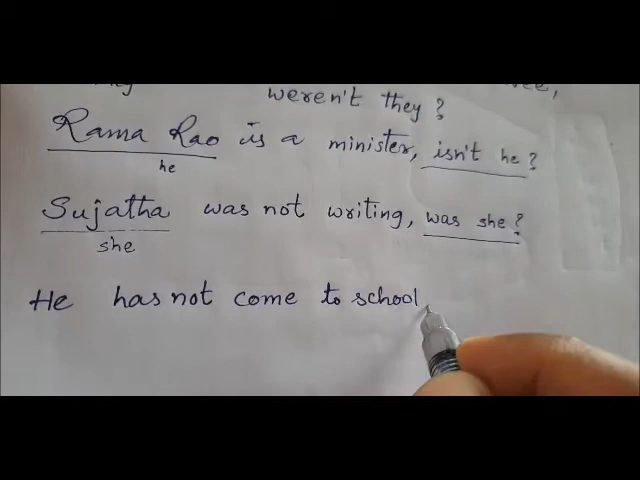 weren't they?
Rama Rao is a minister, isn't he?
he
Sujatha was not writing, was she?
she
He has not come to school